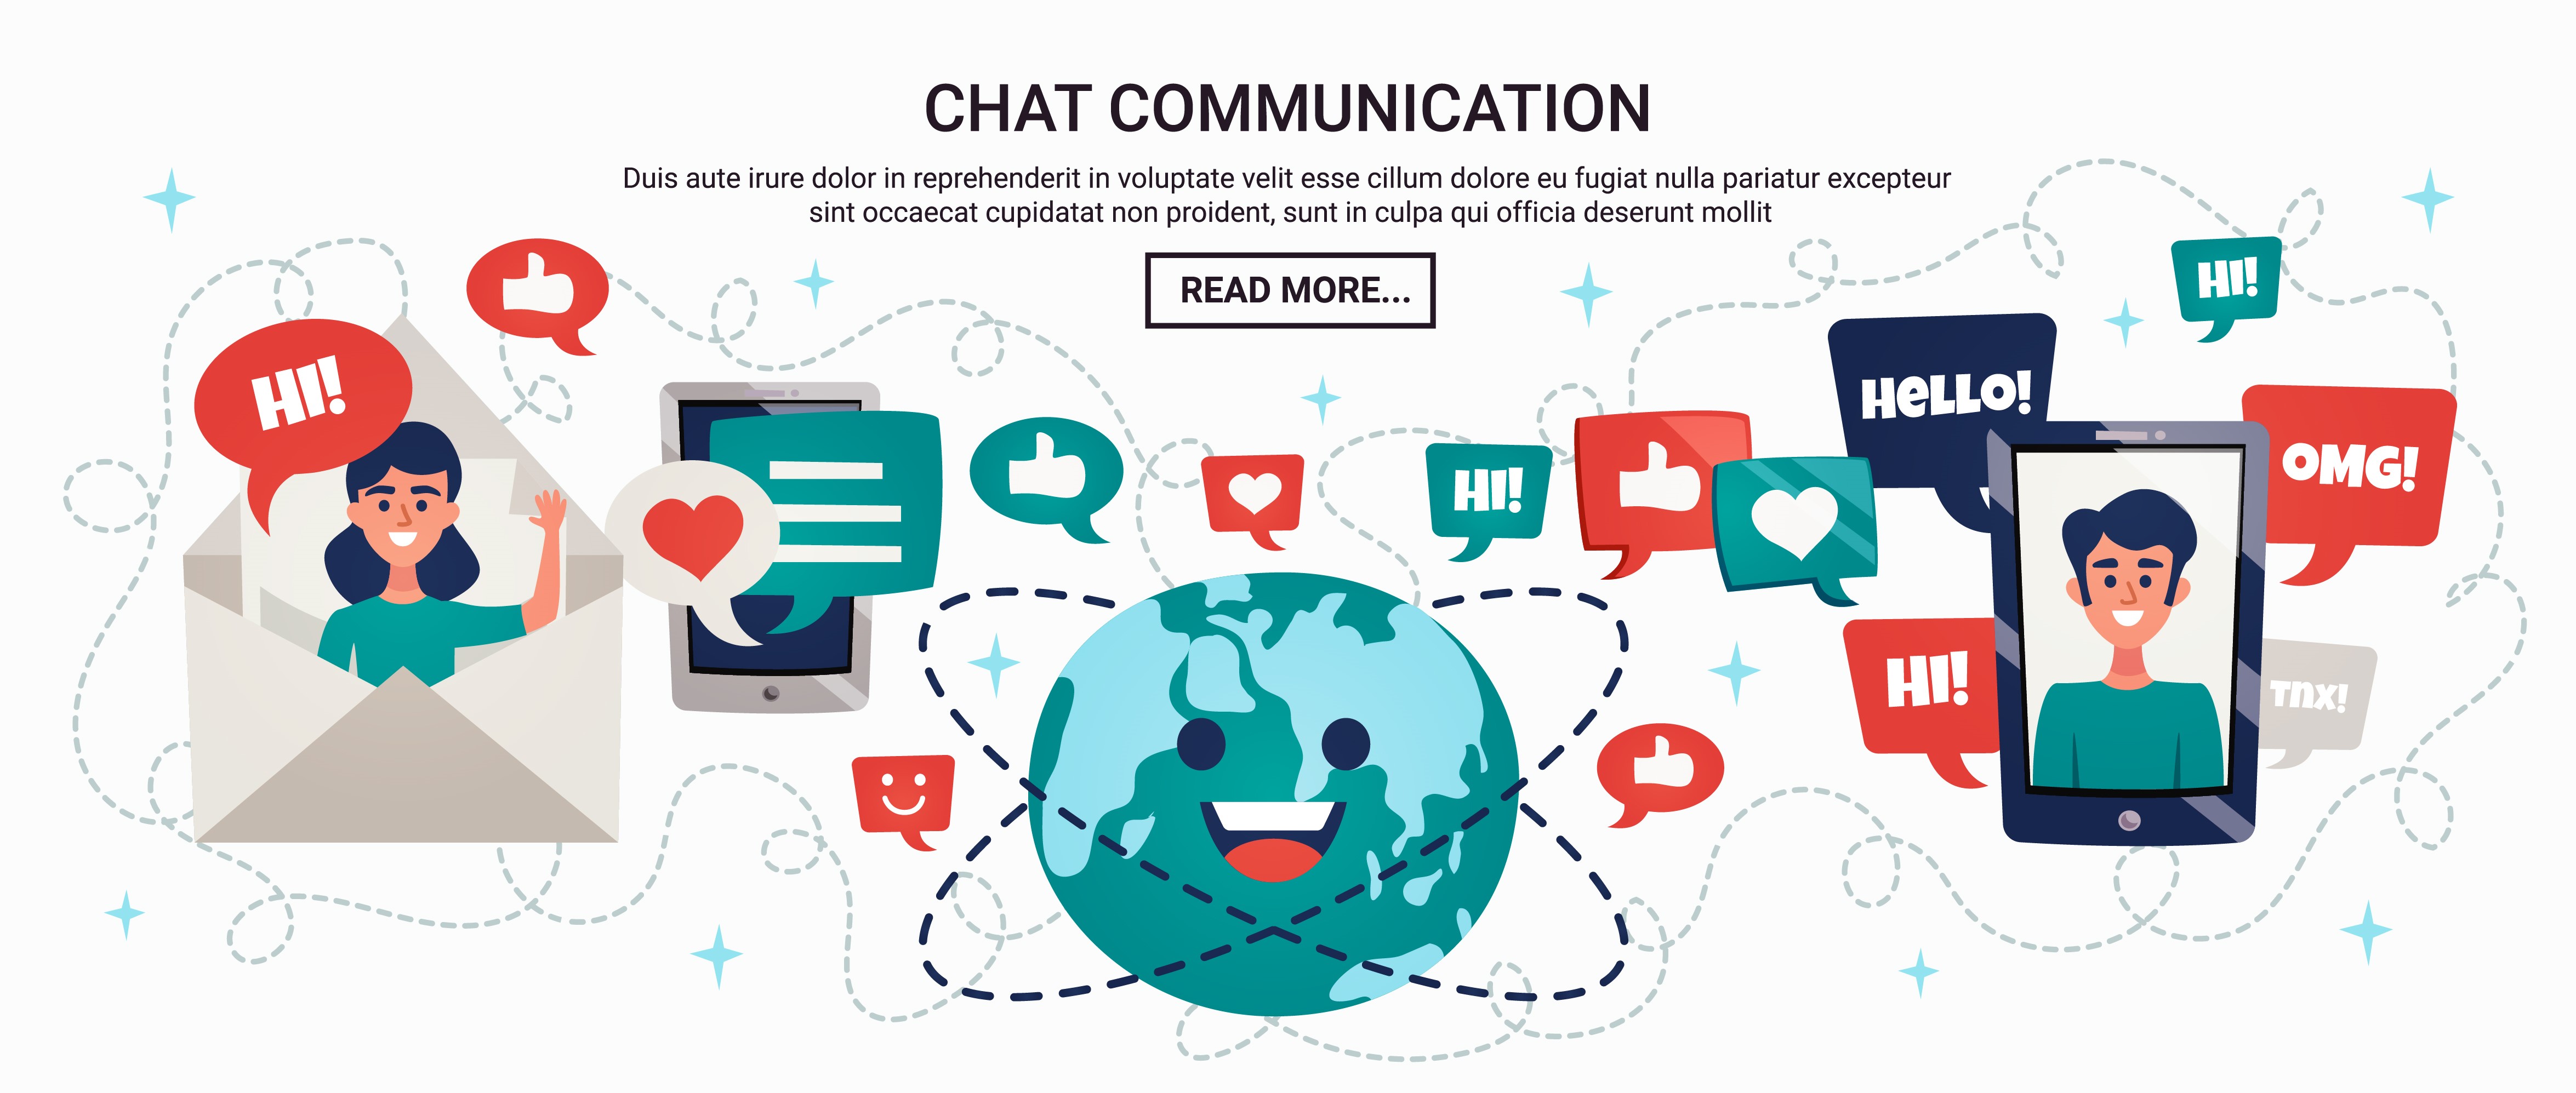 CHAT COMMUNICATION
Duis aute irure dolor in reprehenderit in voluptate velit esse cillum dolore eu fugiat nulla pariatur excepteur
sint occaecat cupidatat non proident, sunt in culpa qui officia deserunt mollit
READ MORE...
HI!
HI!
HeLLO!
HI!
OMG!
HI!
Tnx!